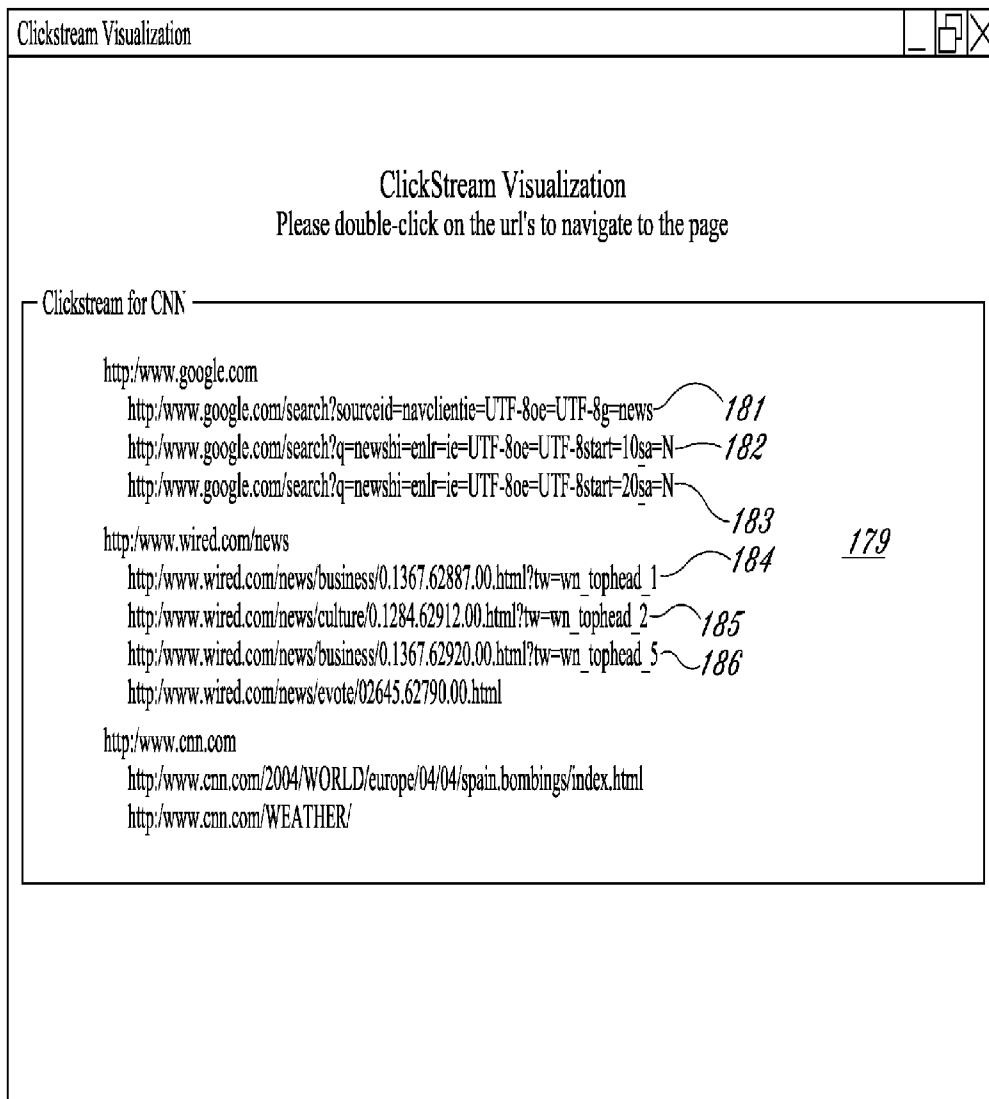 Clickstream Visualization
ClickStream Visualization
Please double-click on the url's to navigate to the page
Clickstream for CNN
http:/www.google.com
http:/www.google.com/search?sourceid=navclientie=UTF-8oe=UTF-8g=news 181
http:/www.google.com/search?q=newshi=enlr=ie=UTF-8oe=UTF-8start=10sa=N 182
http:/www.google.com/search?q=newshi=enlr=ie=UTF-8oe=UTF-8start=20sa=N 183
http:/www.wired.com/news 179
http:/www.wired.com/news/business/0.1367.62887.00.html?tw=wn_tophead_1 184
http:/www.wired.com/news/culture/0.1284.62912.00.html?tw=wn_tophead_2 185
http:/www.wired.com/news/business/0.1367.62920.00.html?tw=wn_tophead_5 186
http:/www.wired.com/news/evote/02645.62790.00.html
http:/www.cnn.com
http:/www.cnn.com/2004/WORLD/europe/04/04/spain.bombings/index.html
http:/www.cnn.com/WEATHER/